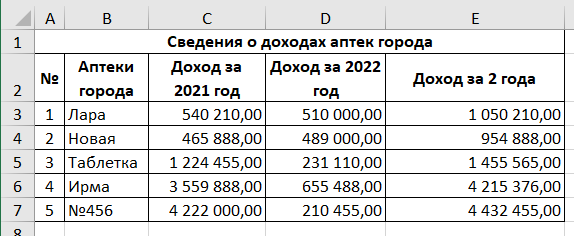 A B C D E
1 Сведения о доходах аптек города
2 № Аптеки города Доход за 2021 год Доход за 2022 год Доход за 2 года
3 1 Лара 540 210,00 510 000,00 1 050 210,00
4 2 Новая 465 888,00 489 000,00 954 888,00
5 3 Таблетка 1 224 455,00 231 110,00 1 455 565,00
6 4 Ирма 3 559 888,00 655 488,00 4 215 376,00
7 5 №456 4 222 000,00 210 455,00 4 432 455,00
8